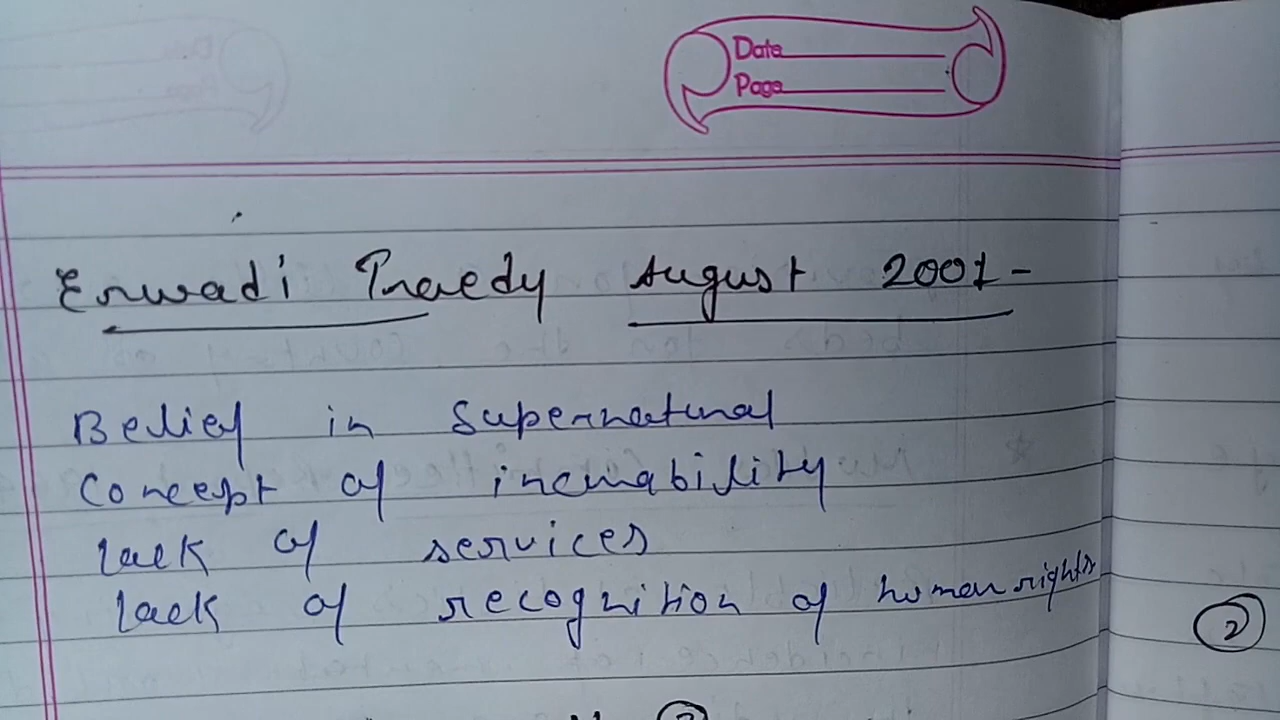 Date
Page
Erwadi Traedy August 2001-
Belief in Supernatural
Concept of incurability
lack of services
lack of recognition of human rights
2